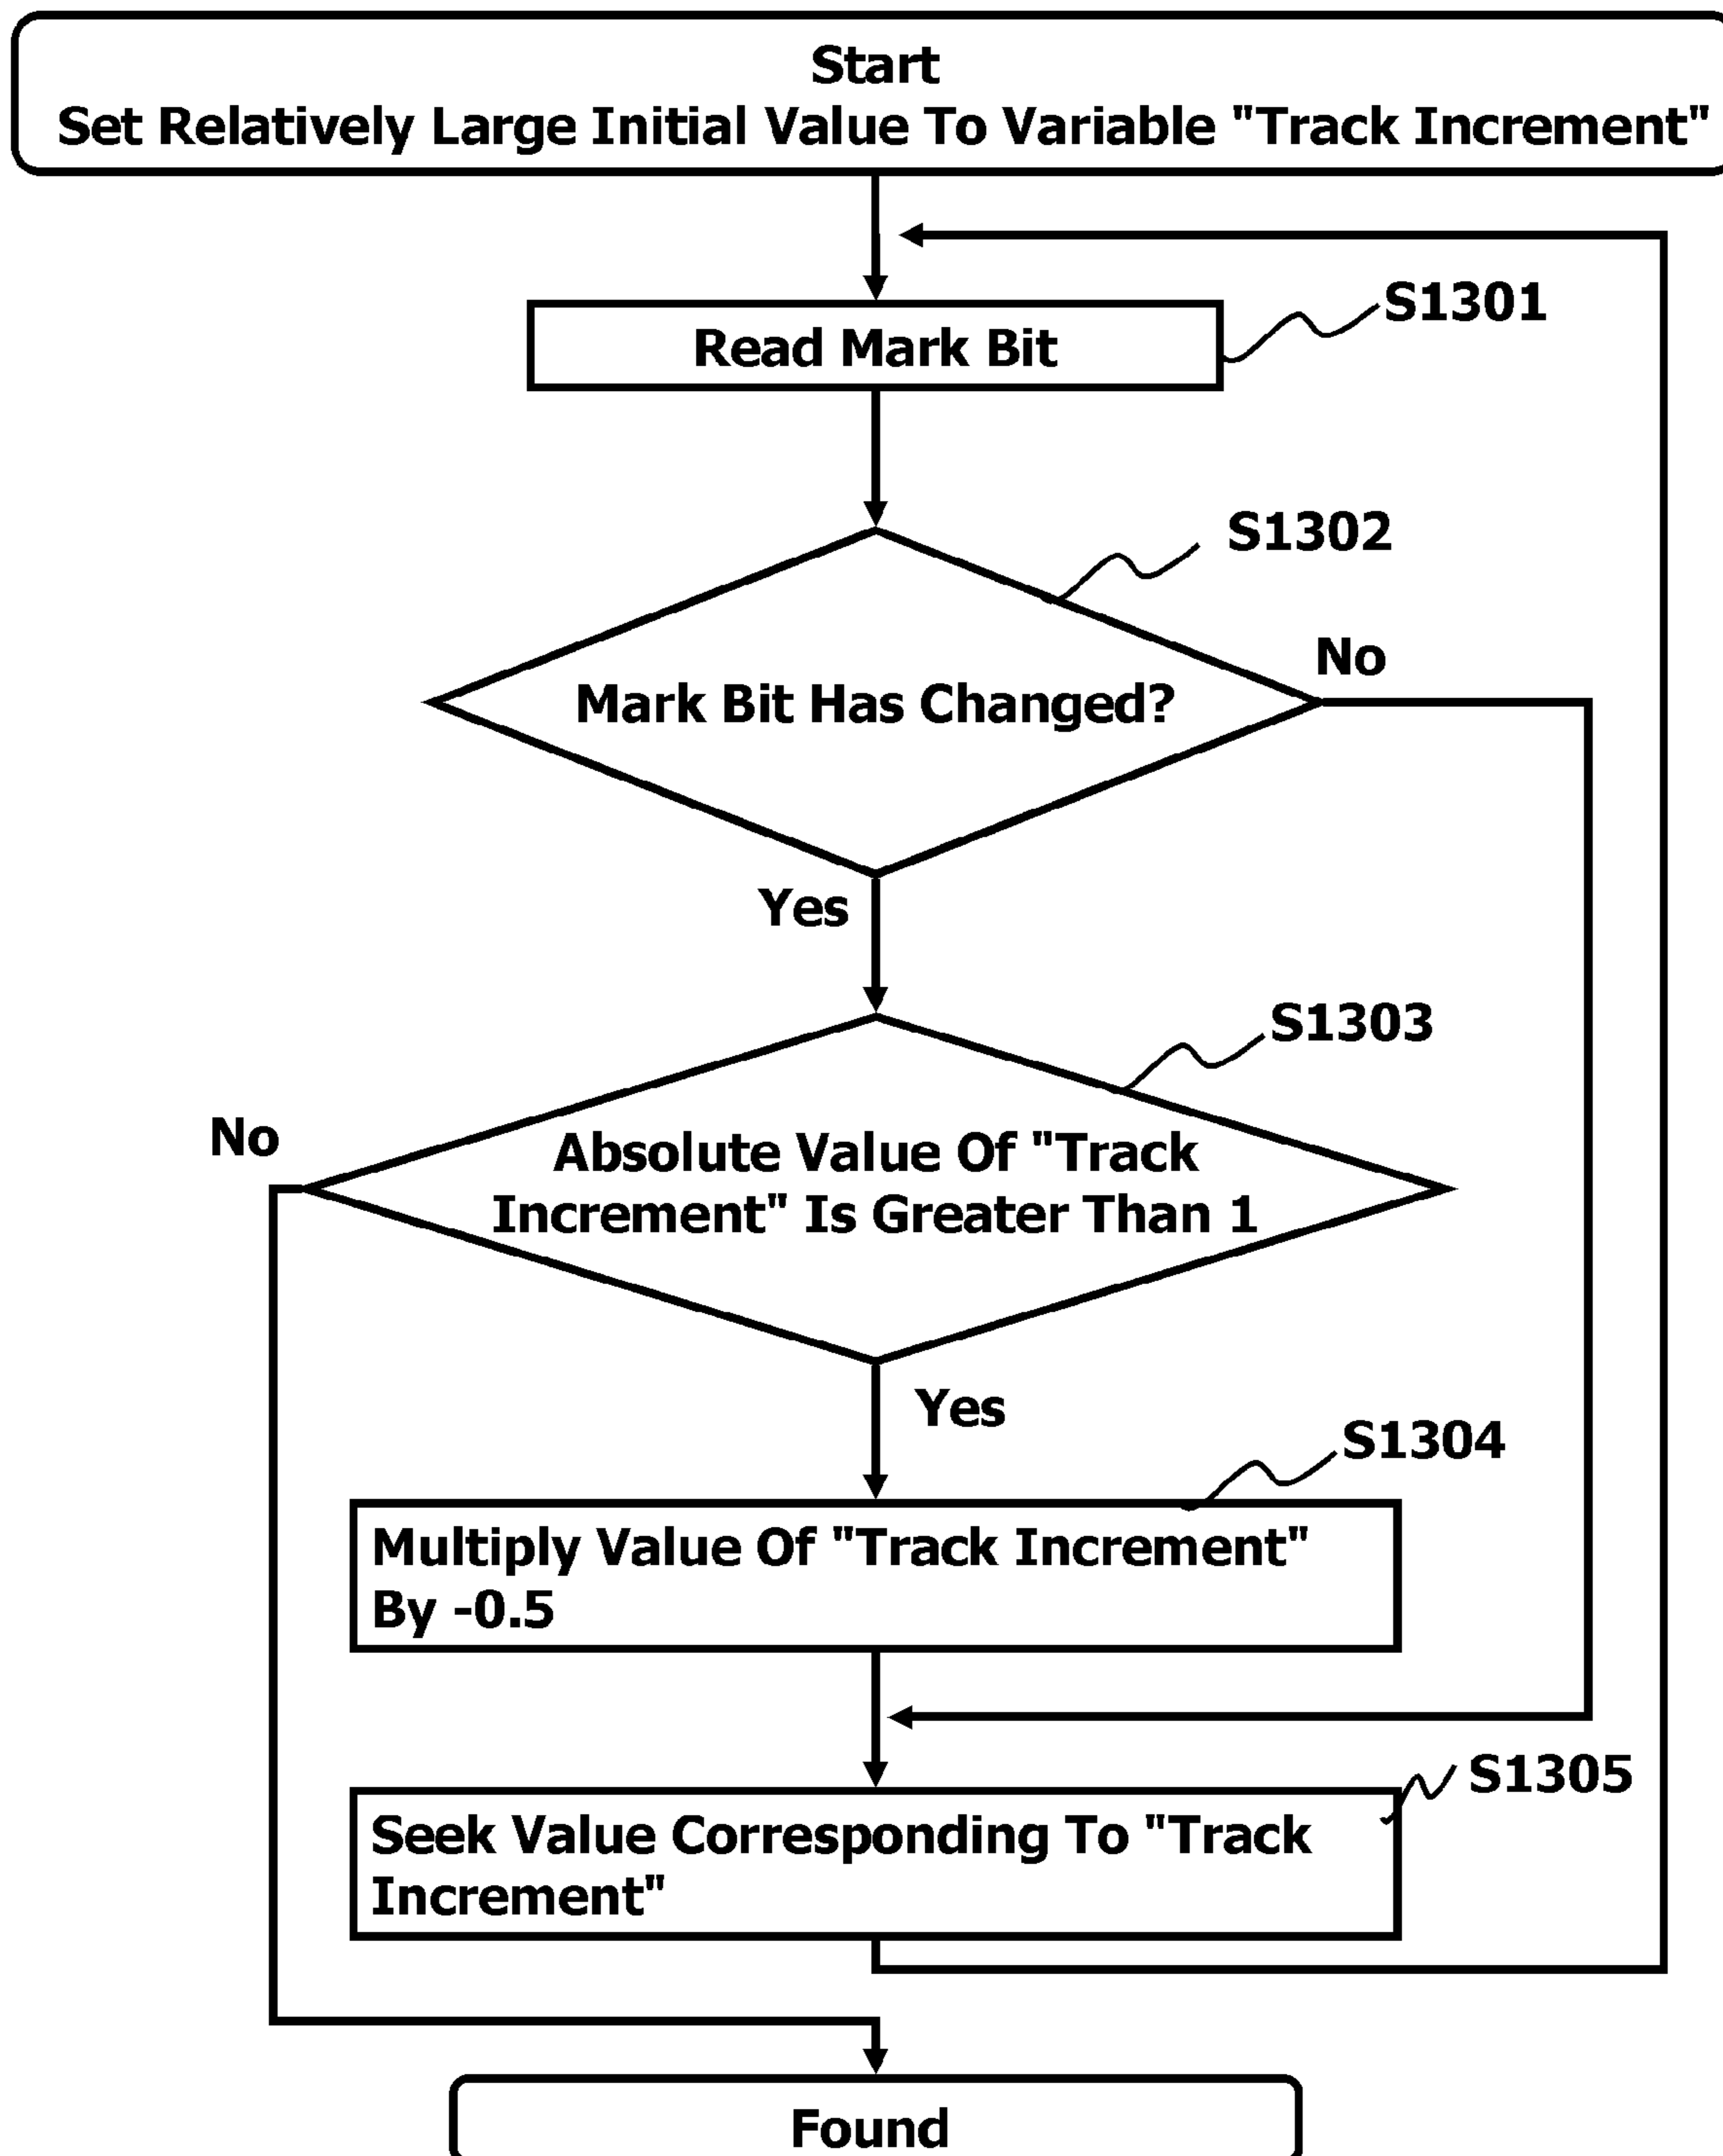 Start
Set Relatively Large Initial Value To Variable "Track Increment"
S1301
Read Mark Bit
S1302
No
Mark Bit Has Changed?
Yes
S1303
No
Absolute Value Of "Track
Increment" Is Greater Than 1
Yes
S1304
Multiply Value Of "Track Increment"
By -0.5
S1305
Seek Value Corresponding To "Track
Increment"
Found